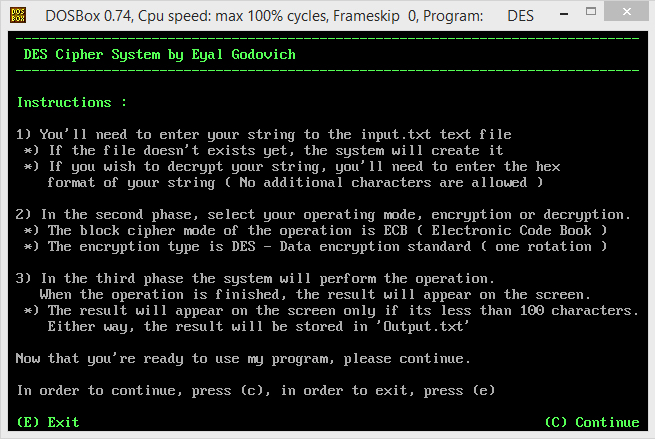 DOS BOX
DOSBox 0.74, Cpu speed: max 100% cycles, Frameskip 0, Program: DES
DES Cipher System by Eyal Godovich
Instructions :
1) You'll need to enter your string to the input.txt text file
*) If the file doesn't exists yet, the system will create it
*) If you wish to decrypt your string, you'll need to enter the hex
format of your string ( No additional characters are allowed )
2) In the second phase, select your operating mode, encryption or decryption.
*) The block cipher mode of the operation is ECB ( Electronic Code Book )
*) The encryption type is DES - Data encryption standard ( one rotation )
3) In the third phase the system will perform the operation.
When the operation is finished, the result will appear on the screen.
*) The result will appear on the screen only if its less than 100 characters.
Either way, the result will be stored in 'Output.txt'
Now that you're ready to use my program, please continue.
In order to continue, press (c), in order to exit, press (e)
(E) Exit (C) Continue